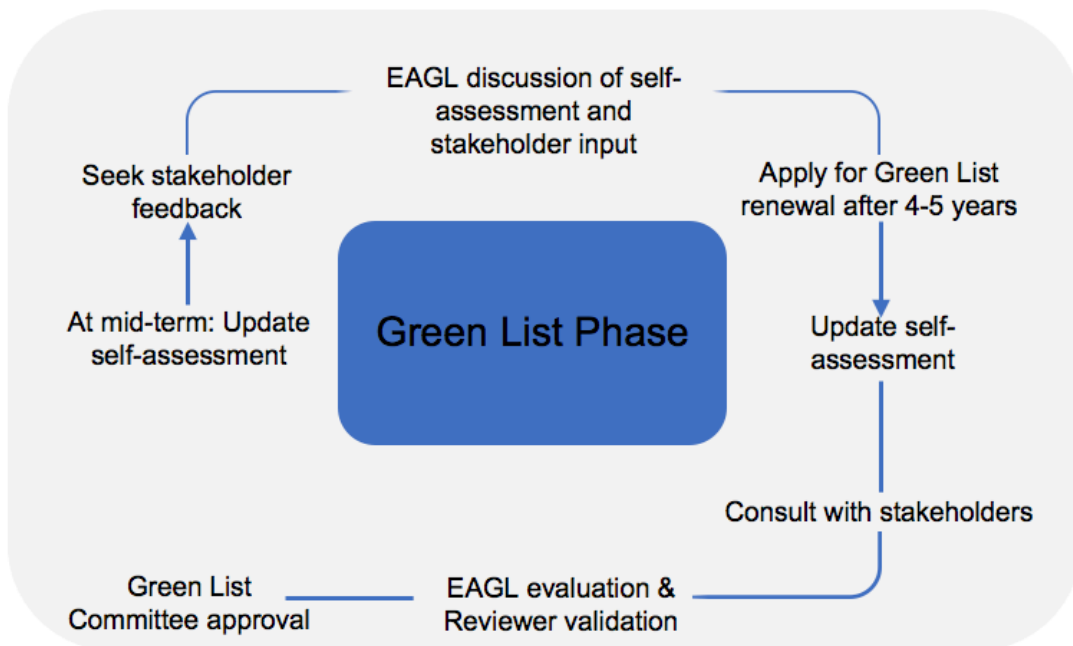 EAGL discussion of self-
assessment and
stakeholder input
Seek stakeholder
feedback
Apply for Green List
renewal after 4-5 years
At mid-term: Update
self-assessment
Green List Phase
Update self-
assessment
Consult with stakeholders
Green List
Committee approval
EAGL evaluation &
Reviewer validation